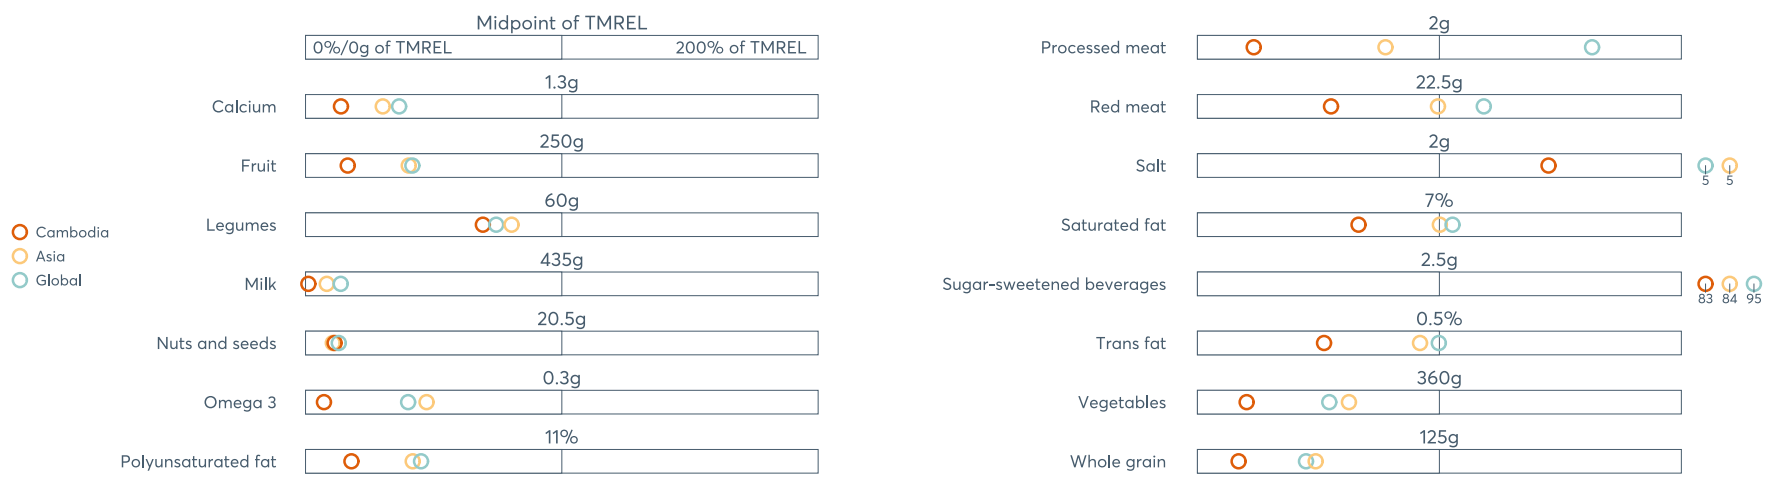 Midpoint of TMREL
0%/0g of TMREL
200% of TMREL
1.3g
Calcium
250g
Fruit
60g
Legumes
435g
Milk
20.5g
Nuts and seeds
0.3g
Omega 3
11%
Polyunsaturated fat
Cambodia
Asia
Global
2g
Processed meat
22.5g
Red meat
2g
Salt
5 5
7%
Saturated fat
2.5g
Sugar-sweetened beverages
83 84 95
0.5%
Trans fat
360g
Vegetables
125g
Whole grain